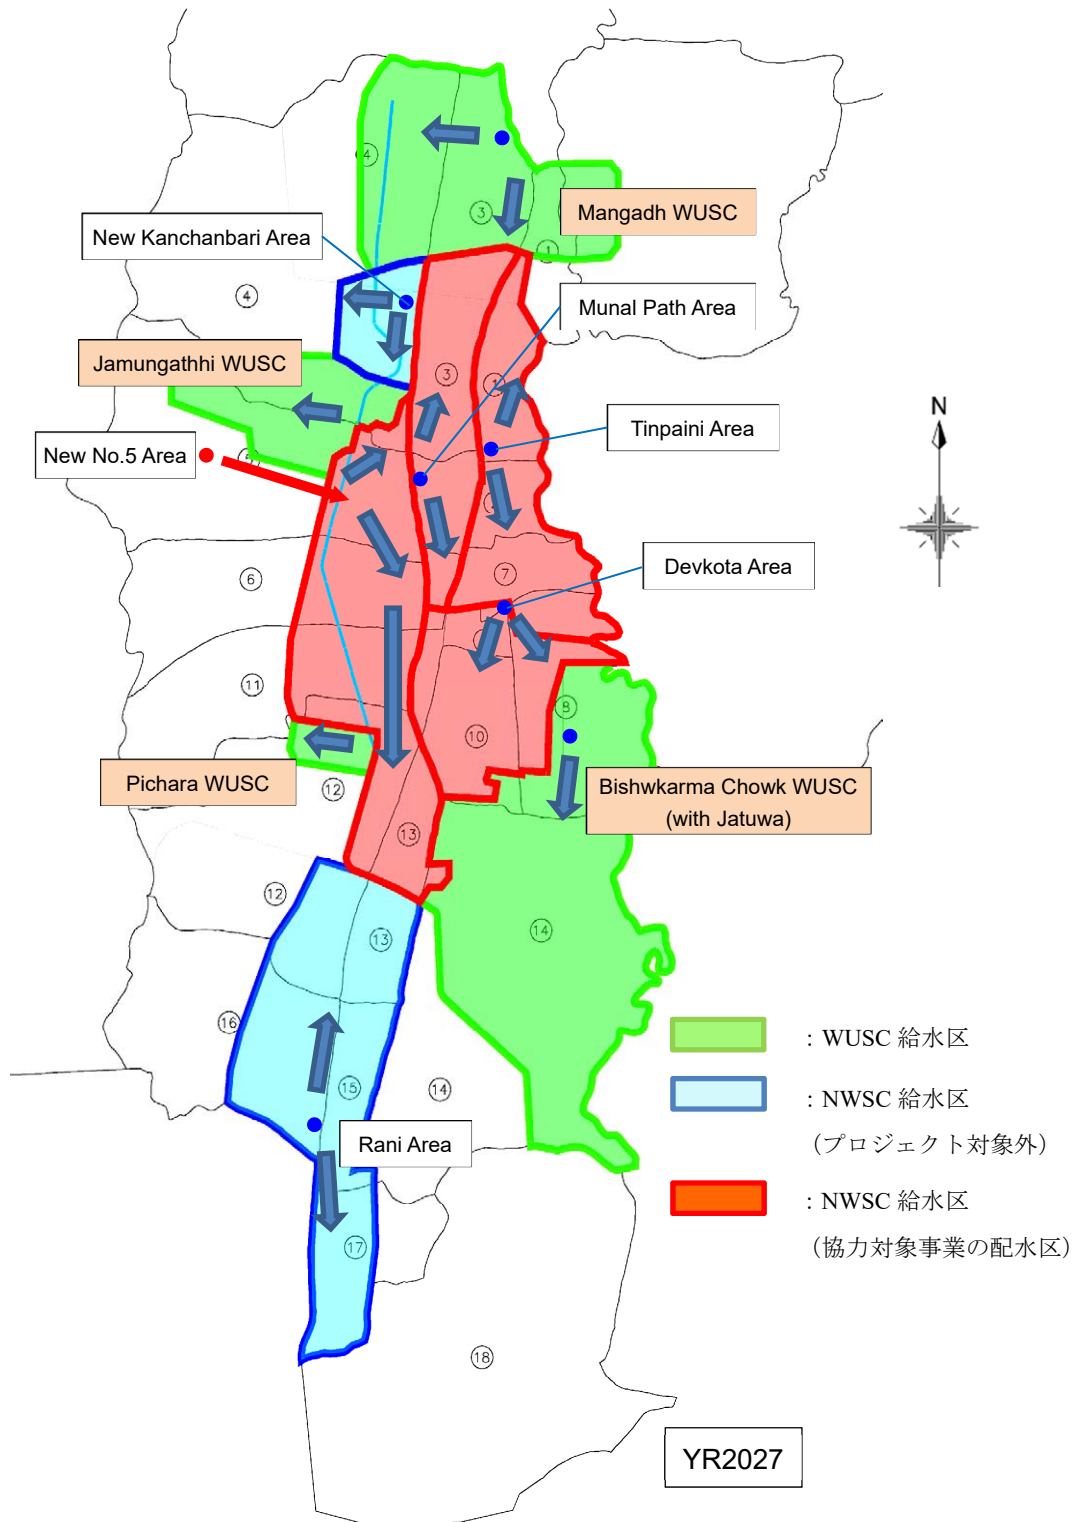 ④
③
Mangadh WUSC
①
New Kanchanbari Area
④
Munal Path Area
Jamungathhi WUSC
③
①
N
Tinpaini Area
New No.5 Area
⑤
Devkota Area
⑥
⑦
⑪
⑧
⑩
Pichara WUSC
⑫
Bishwkarma Chowk WUSC
(with Jatuwa)
⑬
⑫
⑬
⑭
⑯
: WUSC 給水区
⑮
⑭
: NWSC 給水区
(プロジェクト対象外)
Rani Area
: NWSC 給水区
(協力対象事業の配水区)
⑰
⑱
YR2027